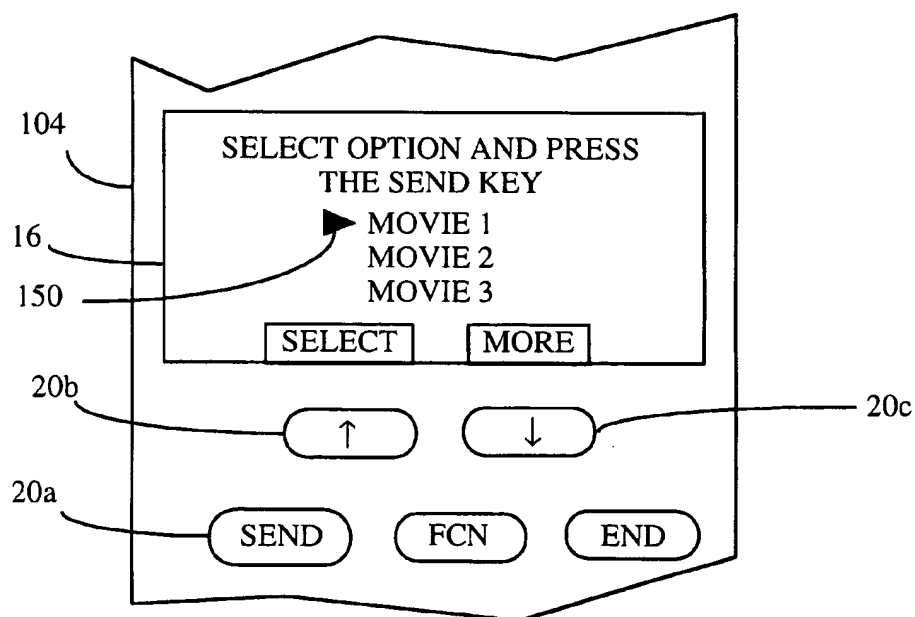 104
SELECT OPTION AND PRESS
THE SEND KEY
MOVIE 1
16
MOVIE 2
150
MOVIE 3
SELECT MORE
20b
↑ ↓
20c
20a
SEND FCN END